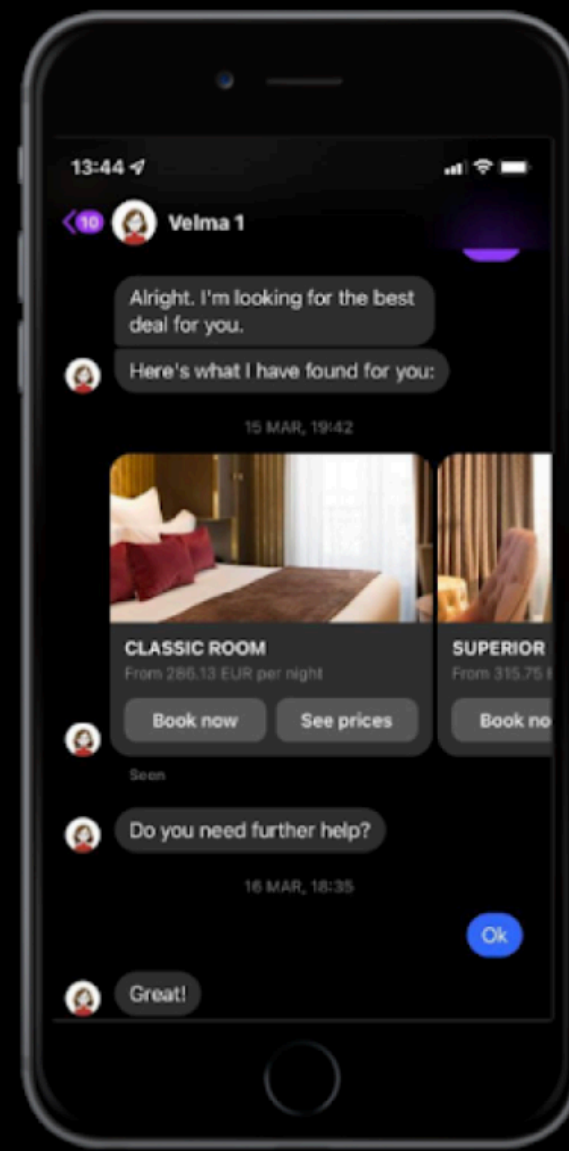 13:44
10
Velma 1
Alright. I'm looking for the best
deal for you.
Here's what I have found for you:
15 MAR, 19:42
CLASSIC ROOM
From 286.13 EUR per night
Book now
See prices
SUPERIOR
From 315.75
Book no
Seen
Do you need further help?
16 MAR, 18:35
Ok
Great!